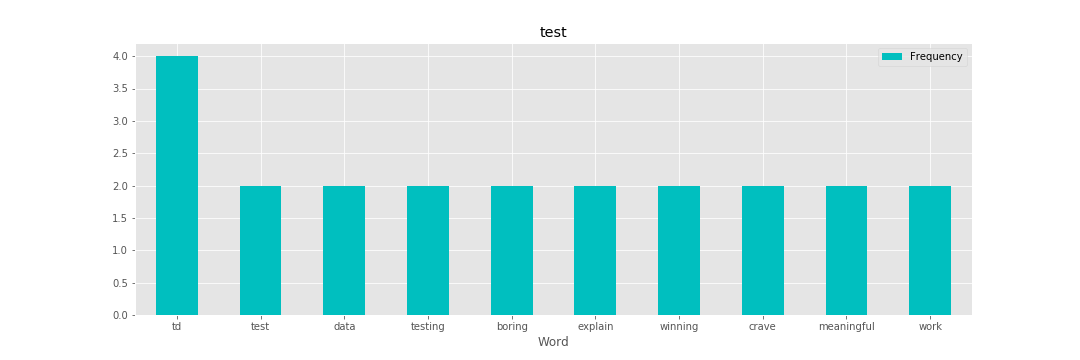 test
Frequency
4.0
3.5
3.0
2.5
2.0
1.5
1.0
0.5
0.0
td test data testing boring explain winning crave meaningful work
Word